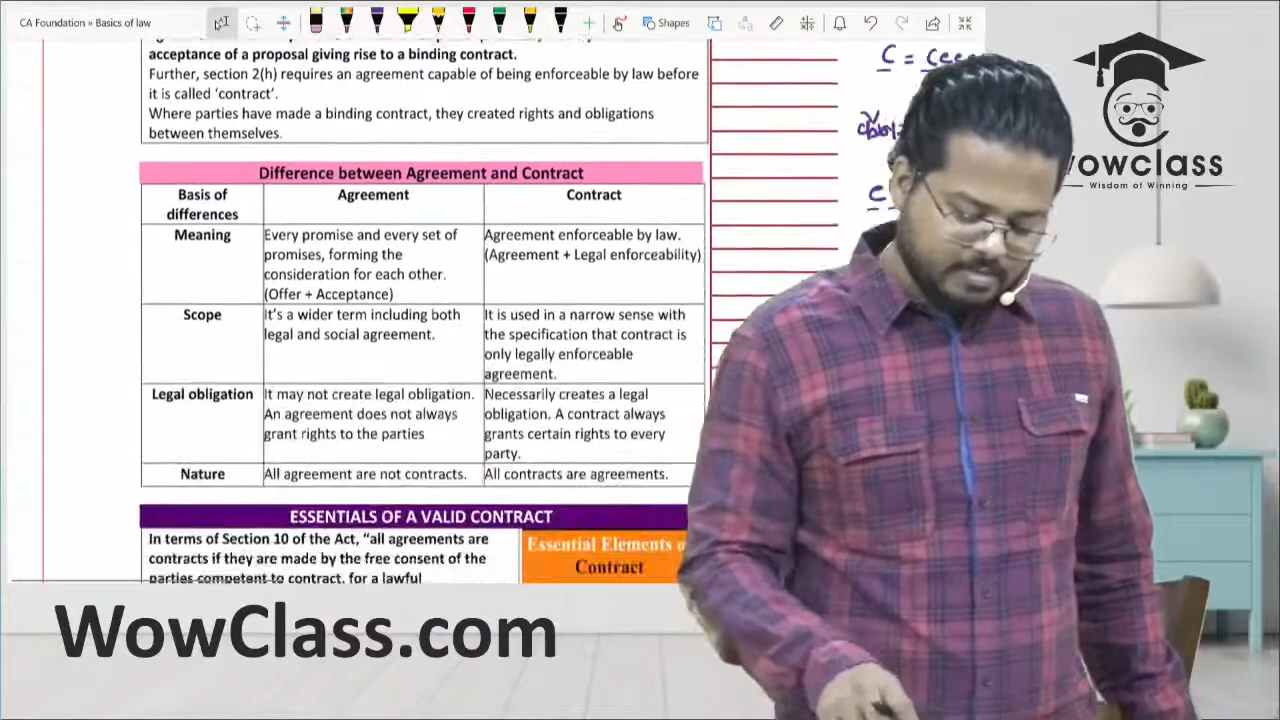 CA Foundation » Basics of law
Shapes
acceptance of a proposal giving rise to a binding contract.
Further, section 2(h) requires an agreement capable of being enforceable by law before
it is called ‘contract’.
Where parties have made a binding contract, they created rights and obligations
between themselves.
C =
wowclass
Wisdom of Winning
Difference between Agreement and Contract
Basis of differences
Agreement
Contract
Meaning
Every promise and every set of
promises, forming the
consideration for each other.
(Offer + Acceptance)
Agreement enforceable by law.
(Agreement + Legal enforceability)
Scope
It’s a wider term including both
legal and social agreement.
It is used in a narrow sense with
the specification that contract is
only legally enforceable
agreement.
Legal obligation
It may not create legal obligation.
An agreement does not always
grant rights to the parties
Necessarily creates a legal
obligation. A contract always
grants certain rights to every
party.
Nature
All agreement are not contracts.
All contracts are agreements.
ESSENTIALS OF A VALID CONTRACT
In terms of Section 10 of the Act, “all agreements are
contracts if they are made by the free consent of the
parties competent to contract, for a lawful
Essential Elements
Contract
WowClass.com